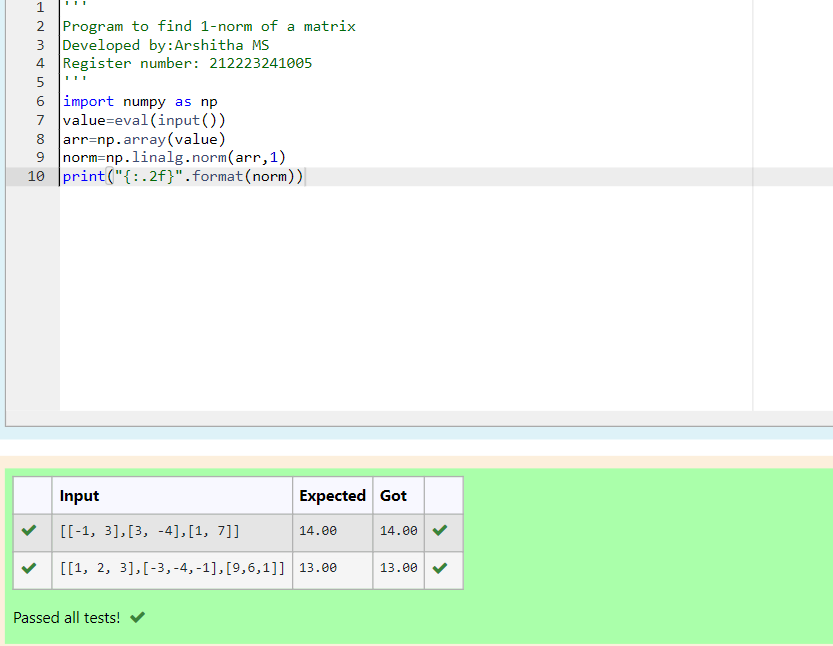 1 '''
2 Program to find 1-norm of a matrix
3 Developed by:Arshitha MS
4 Register number: 212223241005
5 '''
6 import numpy as np
7 value=eval(input())
8 arr=np.array(value)
9 norm=np.linalg.norm(arr,1)
10 print("{:.2f}".format(norm))
Input Expected Got
[[-1, 3],[3, -4],[1, 7]] 14.00 14.00
[[1, 2, 3],[-3,-4,-1],[9,6,1]] 13.00 13.00
Passed all tests!